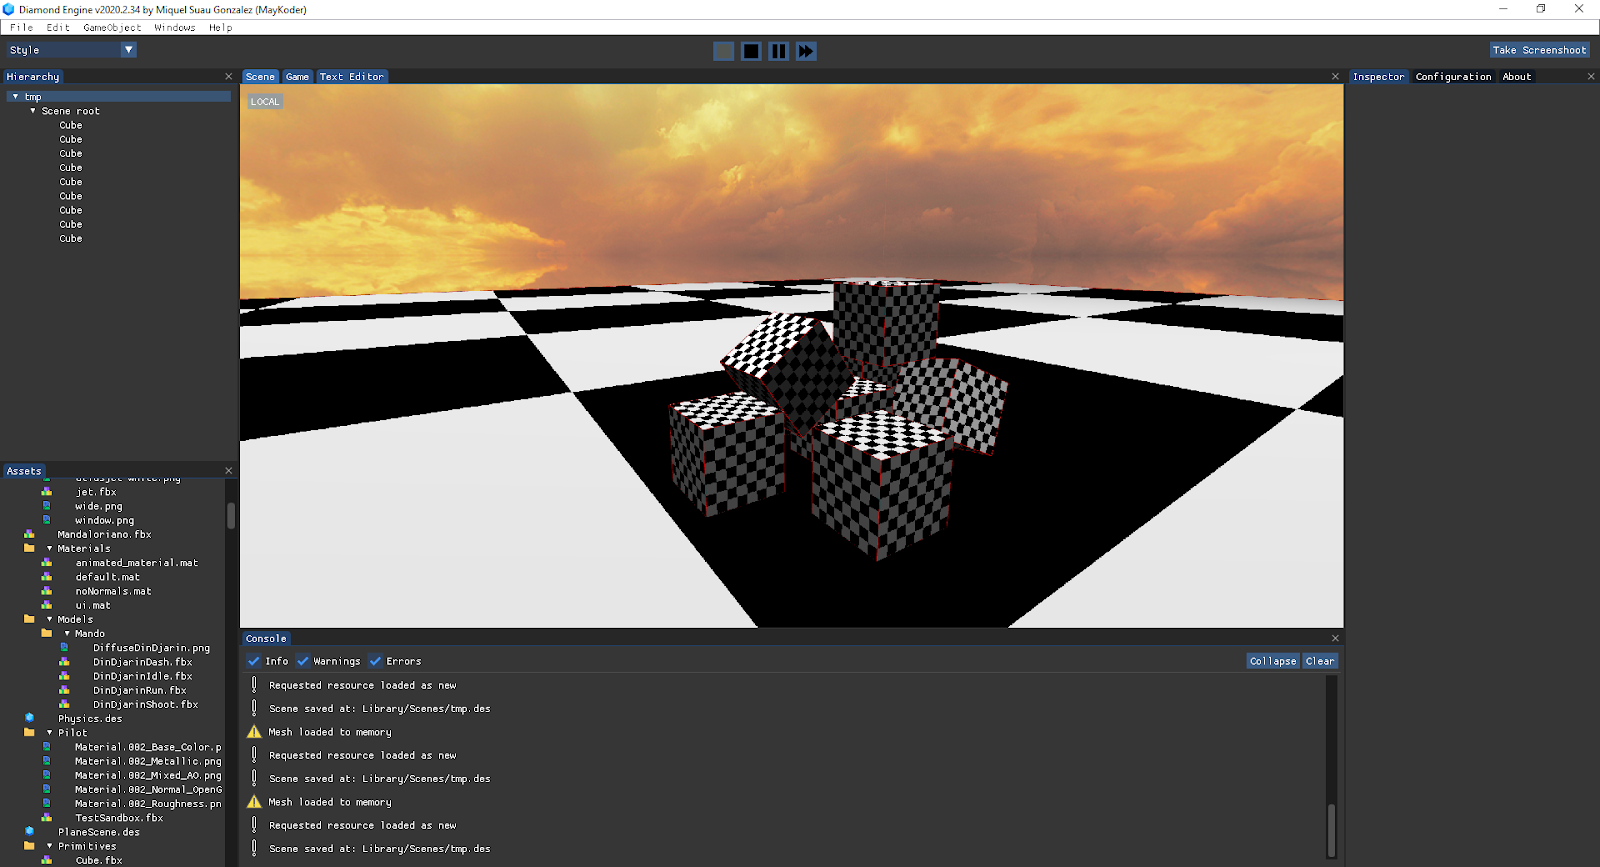 Diamond Engine v2020.2.34 by Miquel Suau Gonzalez (MayKoder)
File Edit GameObject Windows Help
Style
Take Screenshoot
Hierarchy
tmp
Scene root
Cube
Cube
Cube
Cube
Cube
Cube
Cube
Cube
Cube
Scene Game Text Editor
LOCAL
Inspector Configuration About
Assets
jet.fbx
wide.png
window.png
Mandaloriano.fbx
Materials
animated_material.mat
default.mat
noNormals.mat
ui.mat
Models
Mando
DiffuseDinDjarin.png
DinDjarinDash.fbx
DinDjarinIdle.fbx
DinDjarinRun.fbx
DinDjarinShoot.fbx
Physics.des
Pilot
Material.002_Base_Color.p
Material.002_Metallic.png
Material.002_Mixed_AO.png
Material.002_Normal_OpenG
Material.002_Roughness.pn
TestSandbox.fbx
PlaneScene.des
Primitives
Cube.fbx
Console
Info Warnings Errors
Collapse Clear
Requested resource loaded as new
Scene saved at: Library/Scenes/tmp.des
Mesh loaded to memory
Requested resource loaded as new
Scene saved at: Library/Scenes/tmp.des
Mesh loaded to memory
Requested resource loaded as new
Scene saved at: Library/Scenes/tmp.des